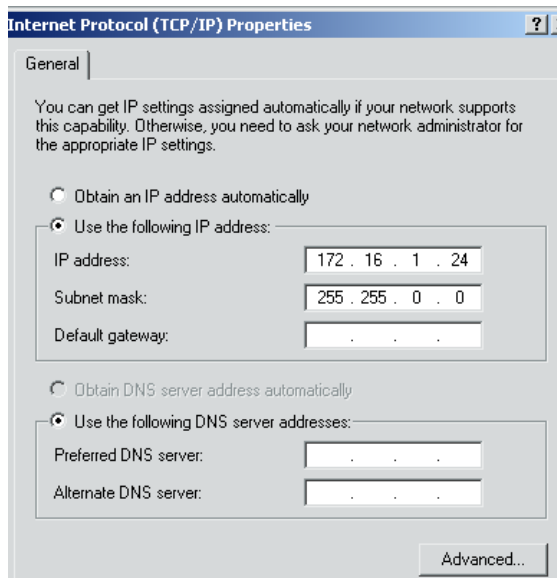 Internet Protocol (TCP/IP) Properties
General
You can get IP settings assigned automatically if your network supports
this capability. Otherwise, you need to ask your network administrator for
the appropriate IP settings.
Obtain an IP address automatically
Use the following IP address:
IP address: 172 . 16 . 1 . 24
Subnet mask: 255 . 255 . 0 . 0
Default gateway: . . .
Obtain DNS server address automatically
Use the following DNS server addresses:
Preferred DNS server: . . .
Alternate DNS server: . . .
Advanced...